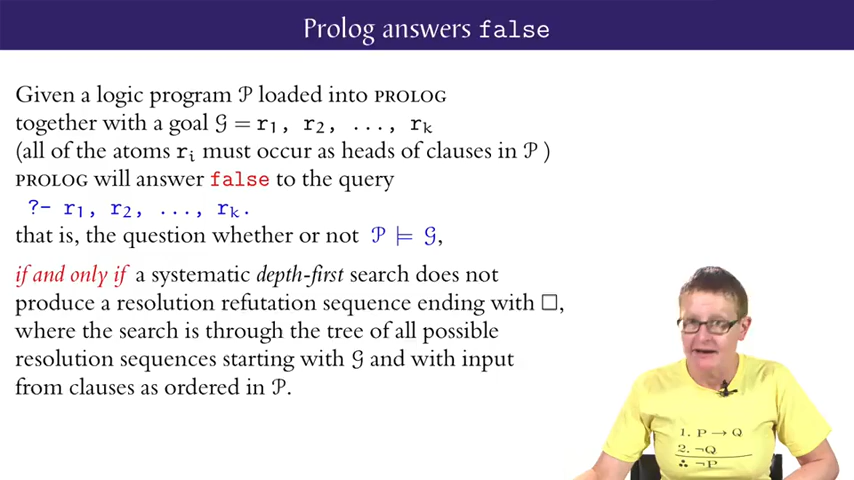 Prolog answers false
Given a logic program 𝒫 loaded into PROLOG
together with a goal 𝒢 = r₁, r₂, ..., rₖ
(all of the atoms rᵢ must occur as heads of clauses in 𝒫 )
PROLOG will answer false to the query
?- r₁, r₂, ..., rₖ.
that is, the question whether or not 𝒫 ⊨ 𝒢,
if and only if a systematic depth-first search does not
produce a resolution refutation sequence ending with □,
where the search is through the tree of all possible
resolution sequences starting with 𝒢 and with input
from clauses as ordered in 𝒫.
1. P → Q
2. ¬Q
∴ ¬P